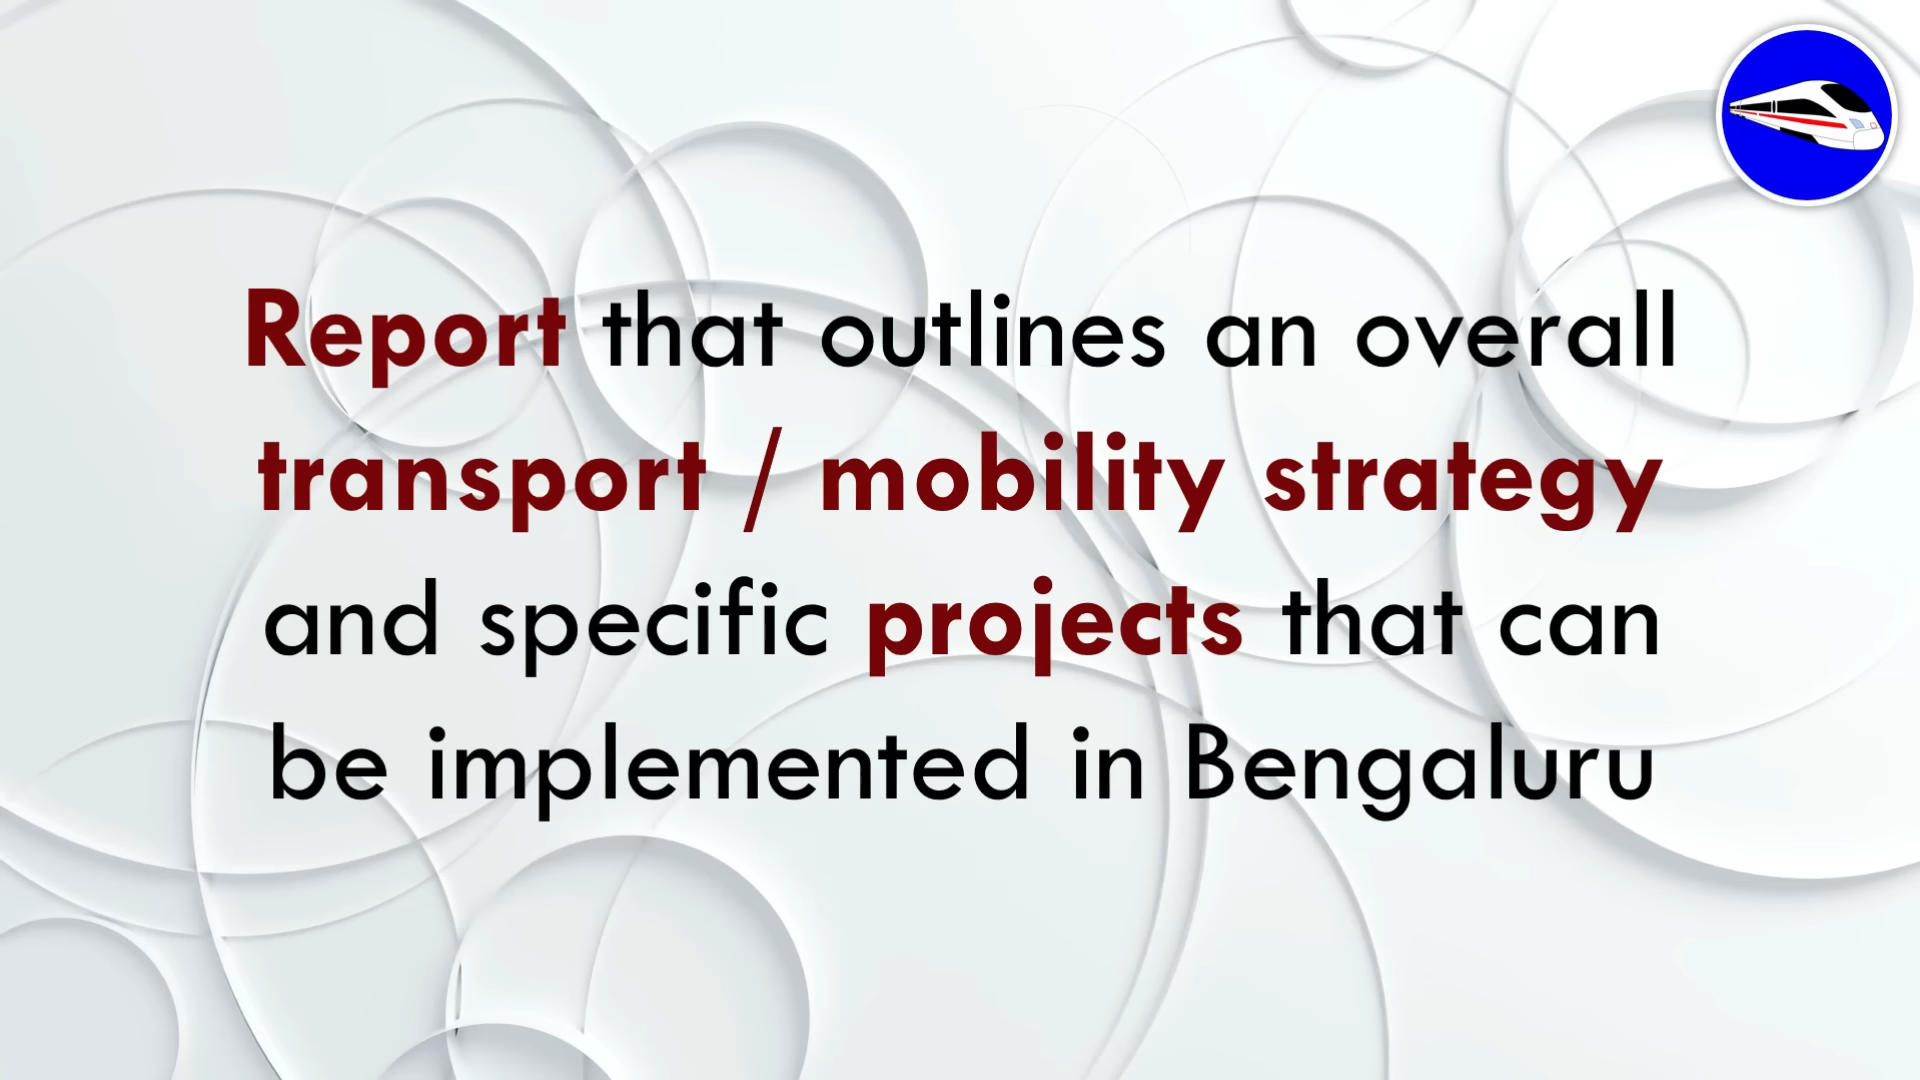 Report that outlines an overall
transport / mobility strategy
and specific projects that can
be implemented in Bengaluru